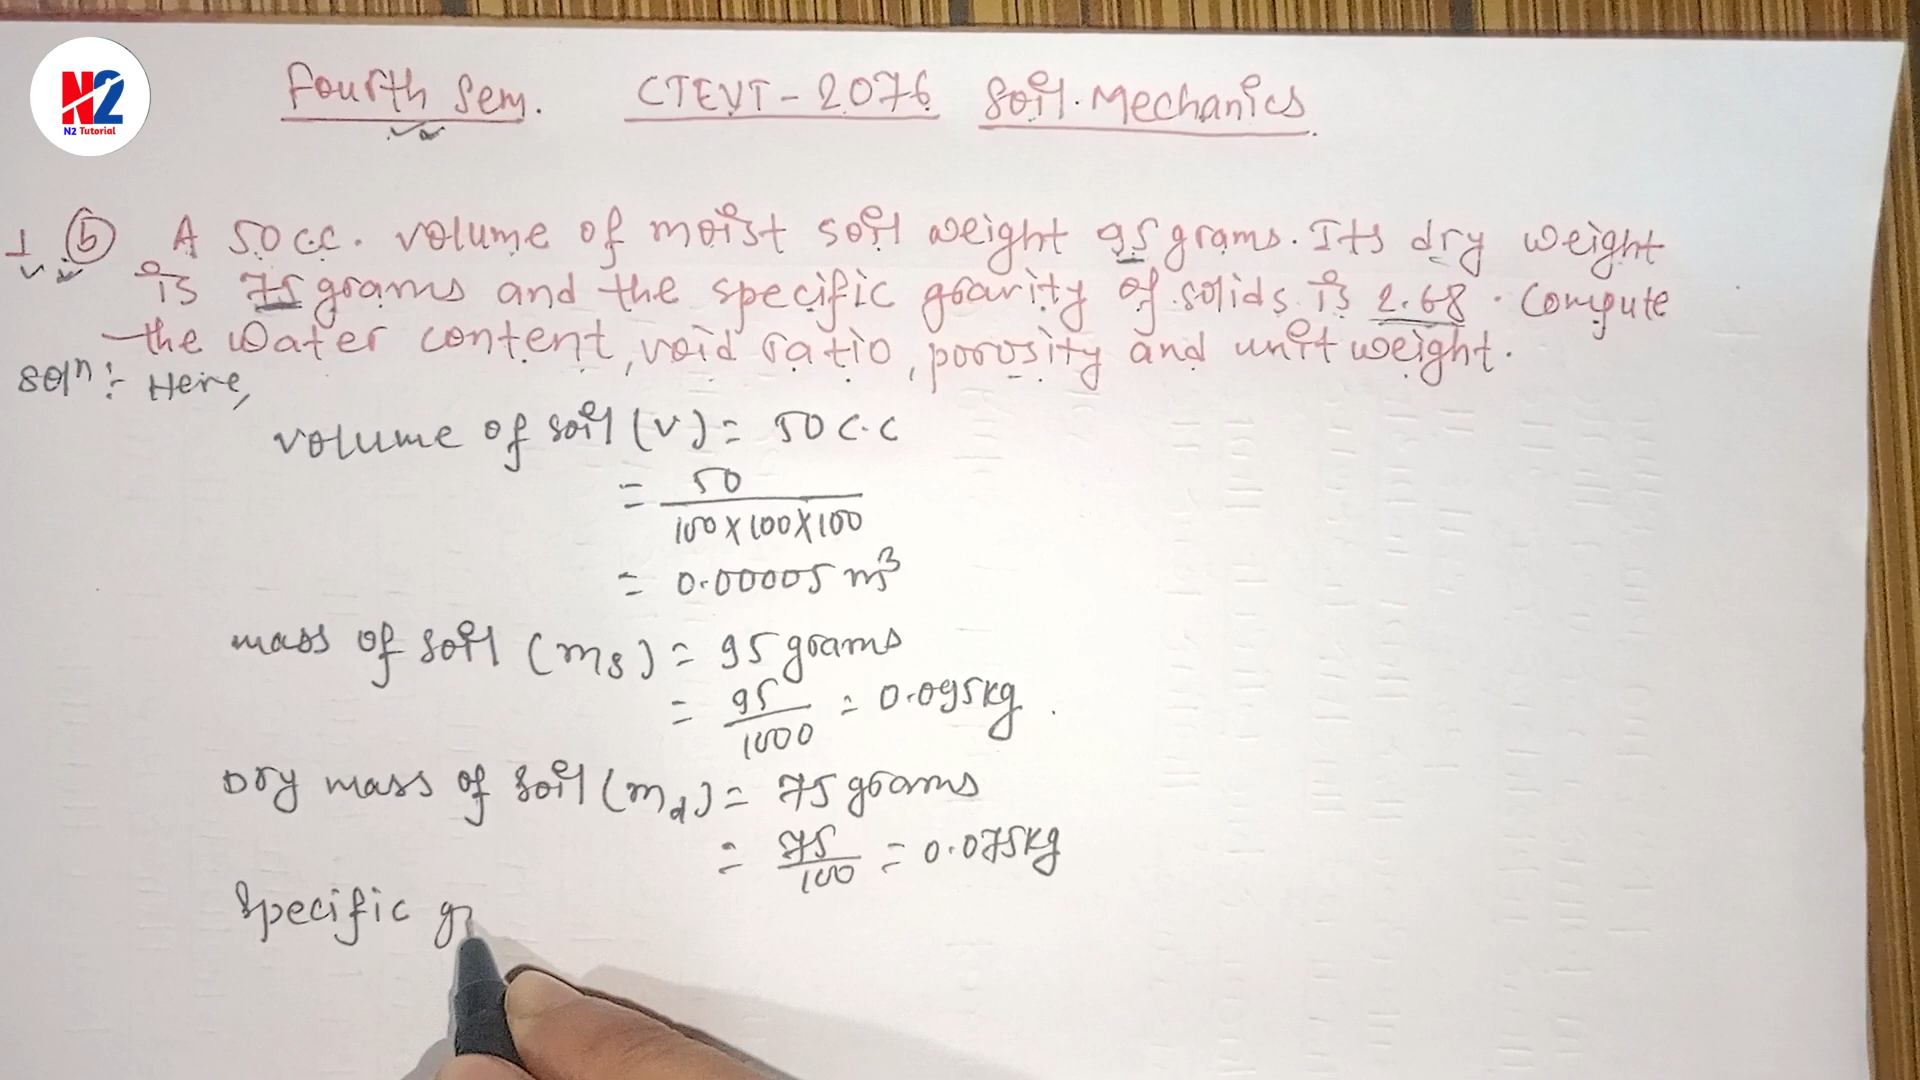 N2
N2 Tutorial
Fourth Sem. CTEVT-2076 Soil Mechanics
1 (b) A 50 c.c. volume of moist soil weight 95 grams. Its dry weight
is 75 grams and the specific gravity of solids is 2.68. Compute
the water content, void ratio, porosity and unit weight.
Solⁿ:- Here,
volume of soil (v) = 50 c.c
= 50
100×100×100
= 0.00005 m³
mass of soil (ms) = 95 grams
= 95/1000 = 0.095kg.
Dry mass of soil (md) = 75 grams
= 75/100 = 0.075kg
Specific gr